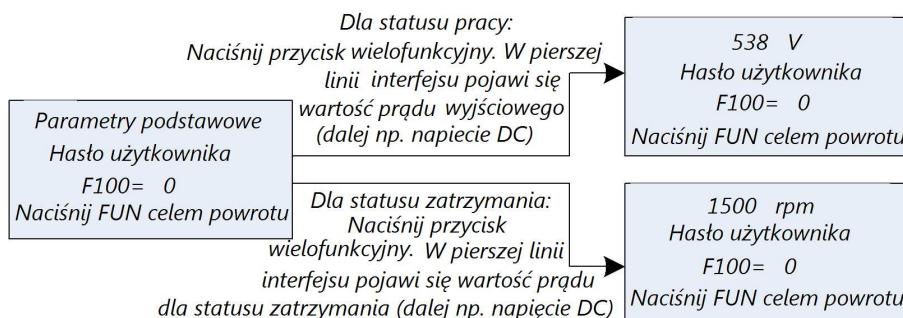 Dla statusu pracy:
Naciśnij przycisk wielofunkcyjny. W pierszej
linii interfejsu pojawi się
wartość prądu wyjściowego
(dalej np. napiecie DC)
538 V
Hasło użytkownika
F100= 0
Naciśnij FUN celem powrotu
Parametry podstawowe
Hasło użytkownika
F100= 0
Naciśnij FUN celem powrotu
Dla statusu zatrzymania:
Naciśnij przycisk
wielofunkcyjny. W pierszej linii
interfejsu pojawi się wartość prądu
dla statusu zatrzymania (dalej np. napięcie DC)
1500 rpm
Hasło użytkownika
F100= 0
Naciśnij FUN celem powrotu